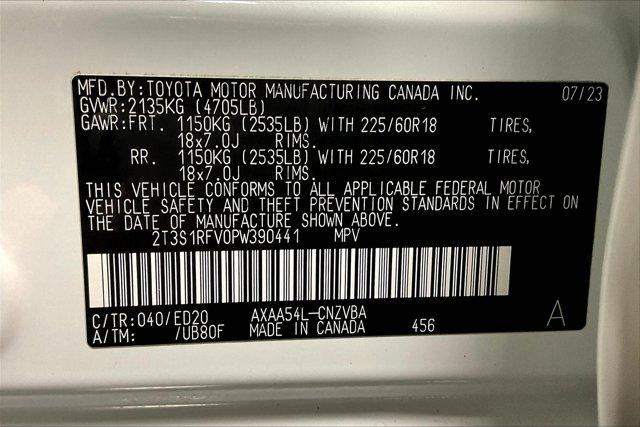 MFD.BY:TOYOTA MOTOR MANUFACTURING CANADA INC. 07/23
GVWR:2135KG (4705LB)
GAWR:FRT. 1150KG (2535LB) WITH 225/60R18 TIRES,
18x7.0J RIMS.
RR. 1150KG (2535LB) WITH 225/60R18 TIRES,
18x7.0J RIMS.
THIS VEHICLE CONFORMS TO ALL APPLICABLE FEDERAL MOTOR
VEHICLE SAFETY AND THEFT PREVENTION STANDARDS IN EFFECT ON
THE DATE OF MANUFACTURE SHOWN ABOVE.
2T3S1RFV0PW390441 MPV
C/TR:040/ED20 AXAA54L-CNZVBA A
A/TM: /UB80F MADE IN CANADA 456